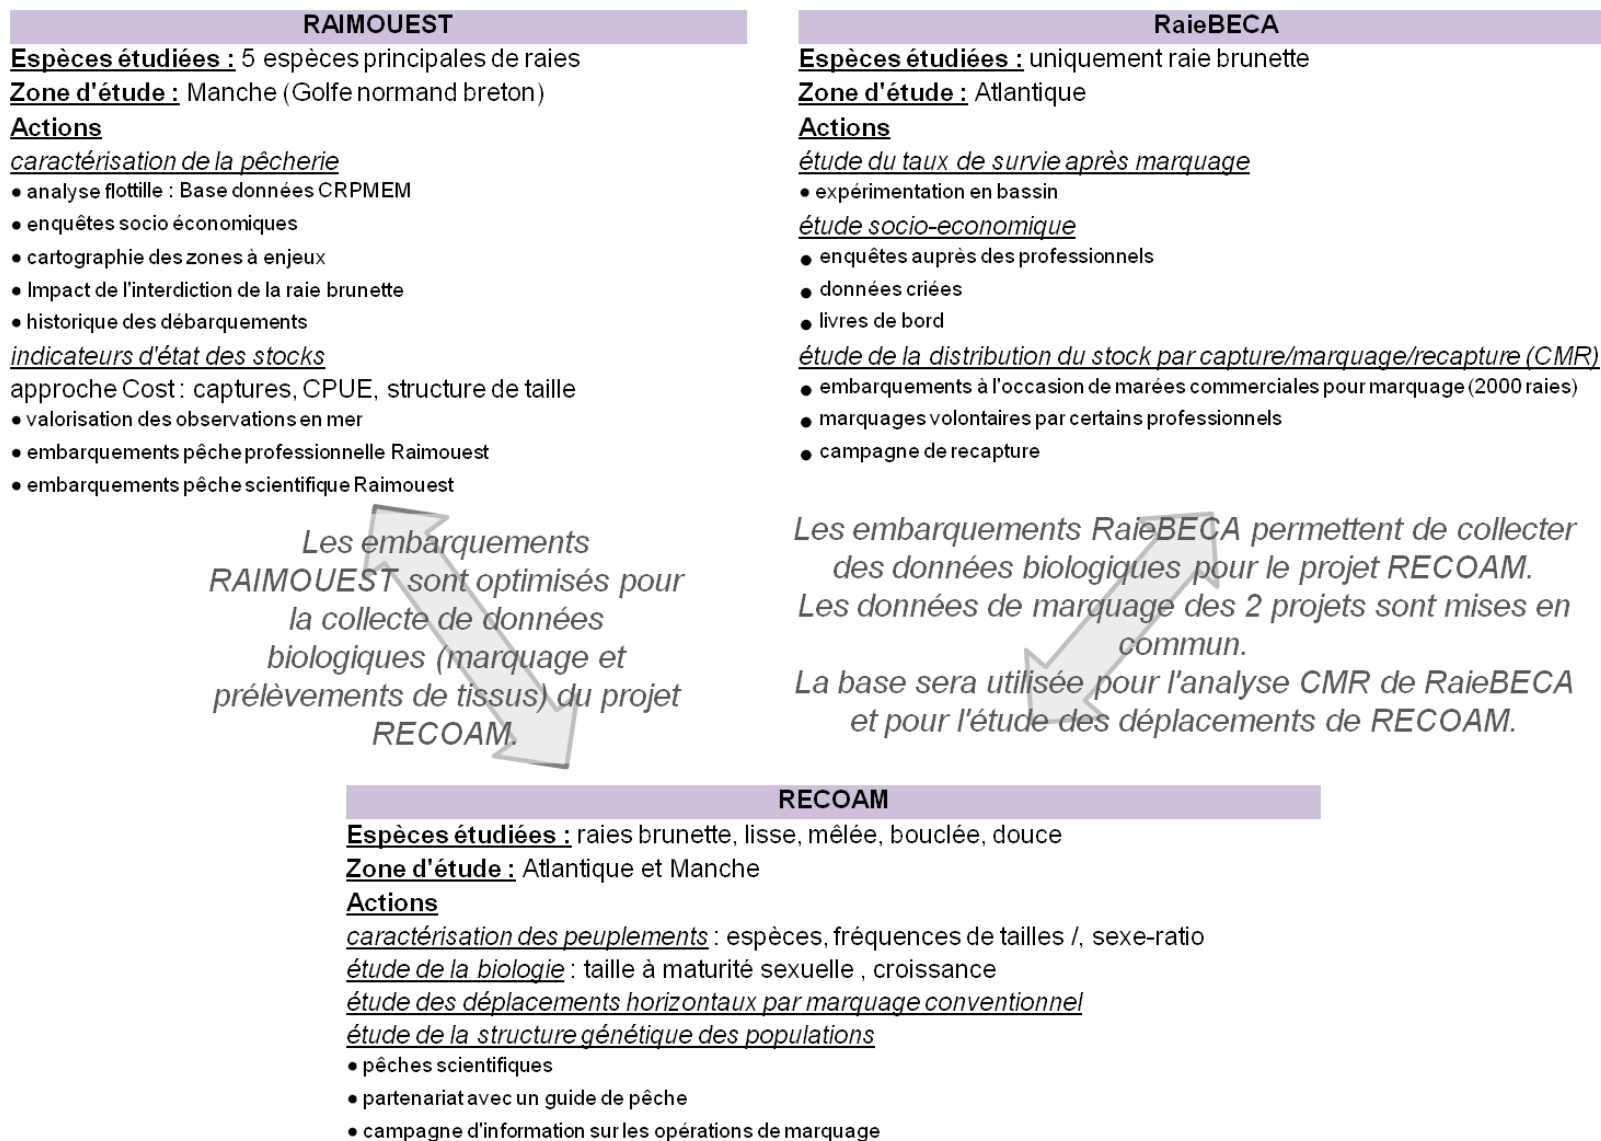 RAIMOUEST
Espèces étudiées : 5 espèces principales de raies
Zone d'étude : Manche (Golfe normand breton)
Actions
caractérisation de la pêcherie
• analyse flottille : Base données CRPMEM
• enquêtes socio économiques
• cartographie des zones à enjeux
• Impact de l'interdiction de la raie brunette
• historique des débarquements
indicateurs d'état des stocks
approche Cost : captures, CPUE, structure de taille
• valorisation des observations en mer
• embarquements pêche professionnelle Raimouest
• embarquements pêche scientifique Raimouest
RaieBECA
Espèces étudiées : uniquement raie brunette
Zone d'étude : Atlantique
Actions
étude du taux de survie après marquage
• expérimentation en bassin
étude socio-economique
• enquêtes auprès des professionnels
• données criées
• livres de bord
étude de la distribution du stock par capture/marquage/recapture (CMR)
• embarquements à l'occasion de marées commerciales pour marquage (2000 raies)
• marquages volontaires par certains professionnels
• campagne de recapture
Les embarquements
RAIMOUEST sont optimisés pour
la collecte de données
biologiques (marquage et
prélèvements de tissus) du projet
RECOAM.
Les embarquements RaieBECA permettent de collecter
des données biologiques pour le projet RECOAM.
Les données de marquage des 2 projets sont mises en
commun.
La base sera utilisée pour l'analyse CMR de RaieBECA
et pour l'étude des déplacements de RECOAM.
RECOAM
Espèces étudiées : raies brunette, lisse, mêlée, bouclée, douce
Zone d'étude : Atlantique et Manche
Actions
caractérisation des peuplements : espèces, fréquences de tailles /, sexe-ratio
étude de la biologie : taille à maturité sexuelle , croissance
étude des déplacements horizontaux par marquage conventionnel
étude de la structure génétique des populations
• pêches scientifiques
• partenariat avec un guide de pêche
• campagne d'information sur les opérations de marquage